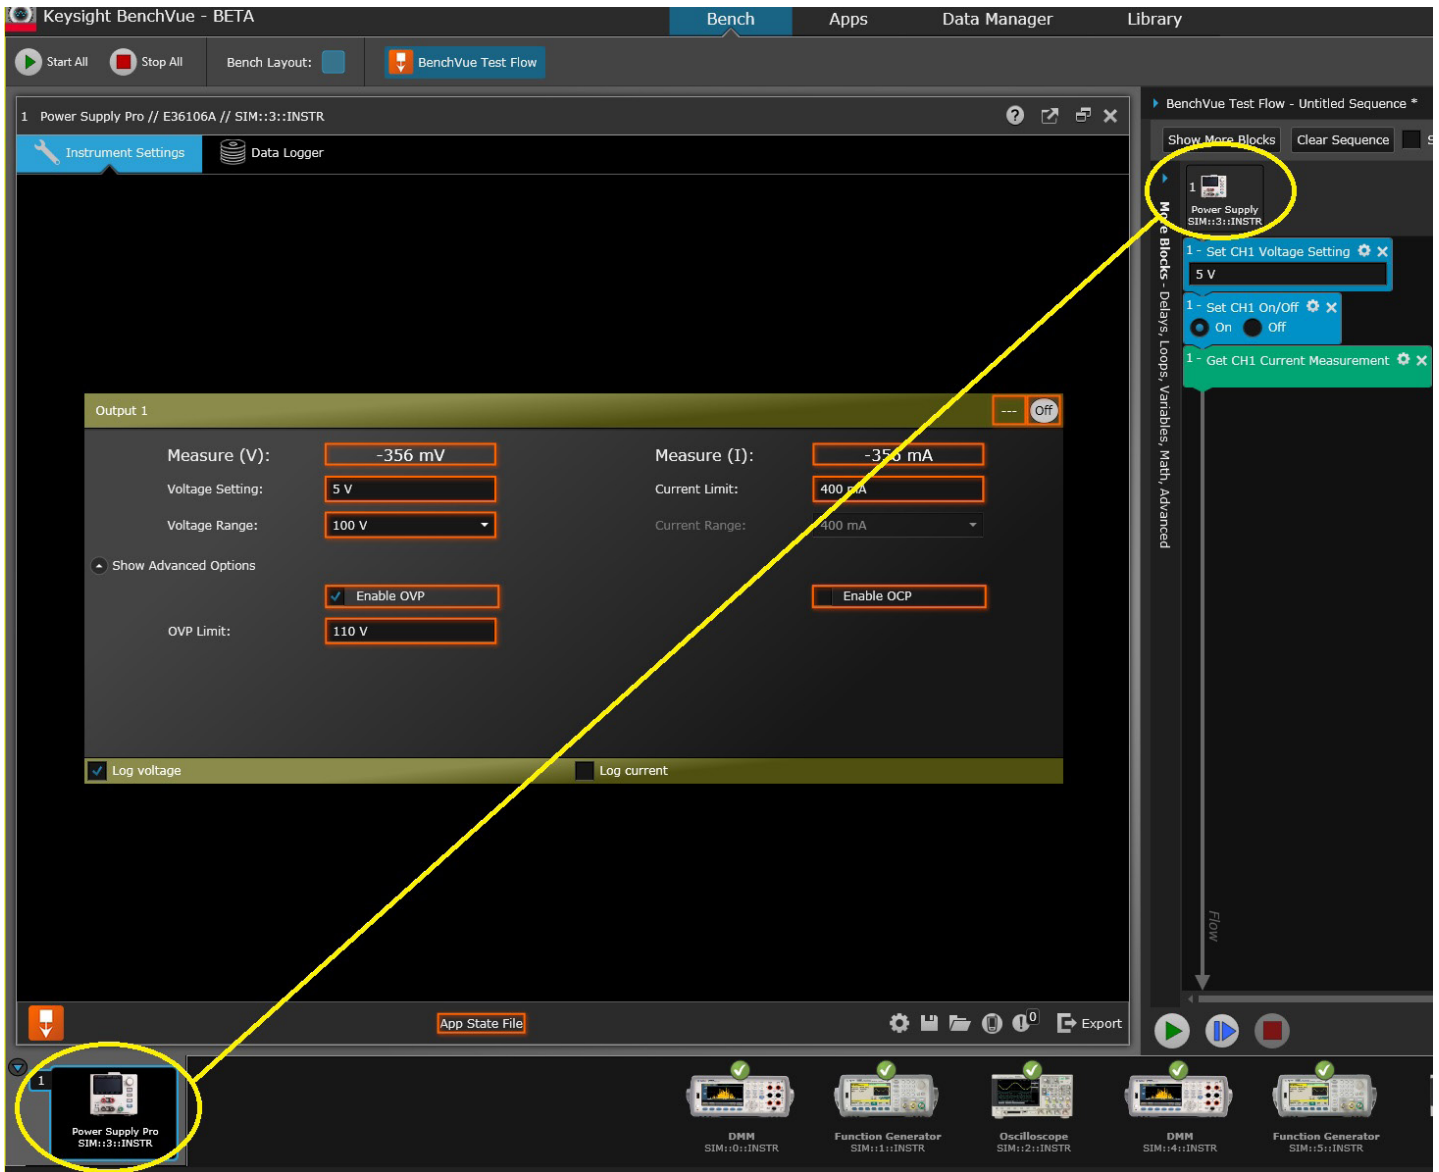 Keysight BenchVue - BETA
Bench
Apps
Data Manager
Library
Start All
Stop All
Bench Layout:
BenchVue Test Flow
1 Power Supply Pro // E36106A // SIM::3::INSTR
Instrument Settings
Data Logger
Output 1
---
Off
Measure (V):
-356 mV
Measure (I):
-356 mA
Voltage Setting:
5 V
Current Limit:
400 mA
Voltage Range:
100 V
Current Range:
400 mA
Show Advanced Options
Enable OVP
Enable OCP
OVP Limit:
110 V
Log voltage
Log current
App State File
0
Export
BenchVue Test Flow - Untitled Sequence *
Show More Blocks
Clear Sequence
S
More Blocks - Delays, Loops, Variables, Math, Advanced
1
Power Supply
SIM::3::INSTR
1 - Set CH1 Voltage Setting
5 V
1 - Set CH1 On/Off
On
Off
1 - Get CH1 Current Measurement
Flow
1
Power Supply Pro
SIM::3::INSTR
DMM
SIM::0::INSTR
Function Generator
SIM::1::INSTR
Oscilloscope
SIM::2::INSTR
DMM
SIM::4::INSTR
Function Generator
SIM::5::INSTR